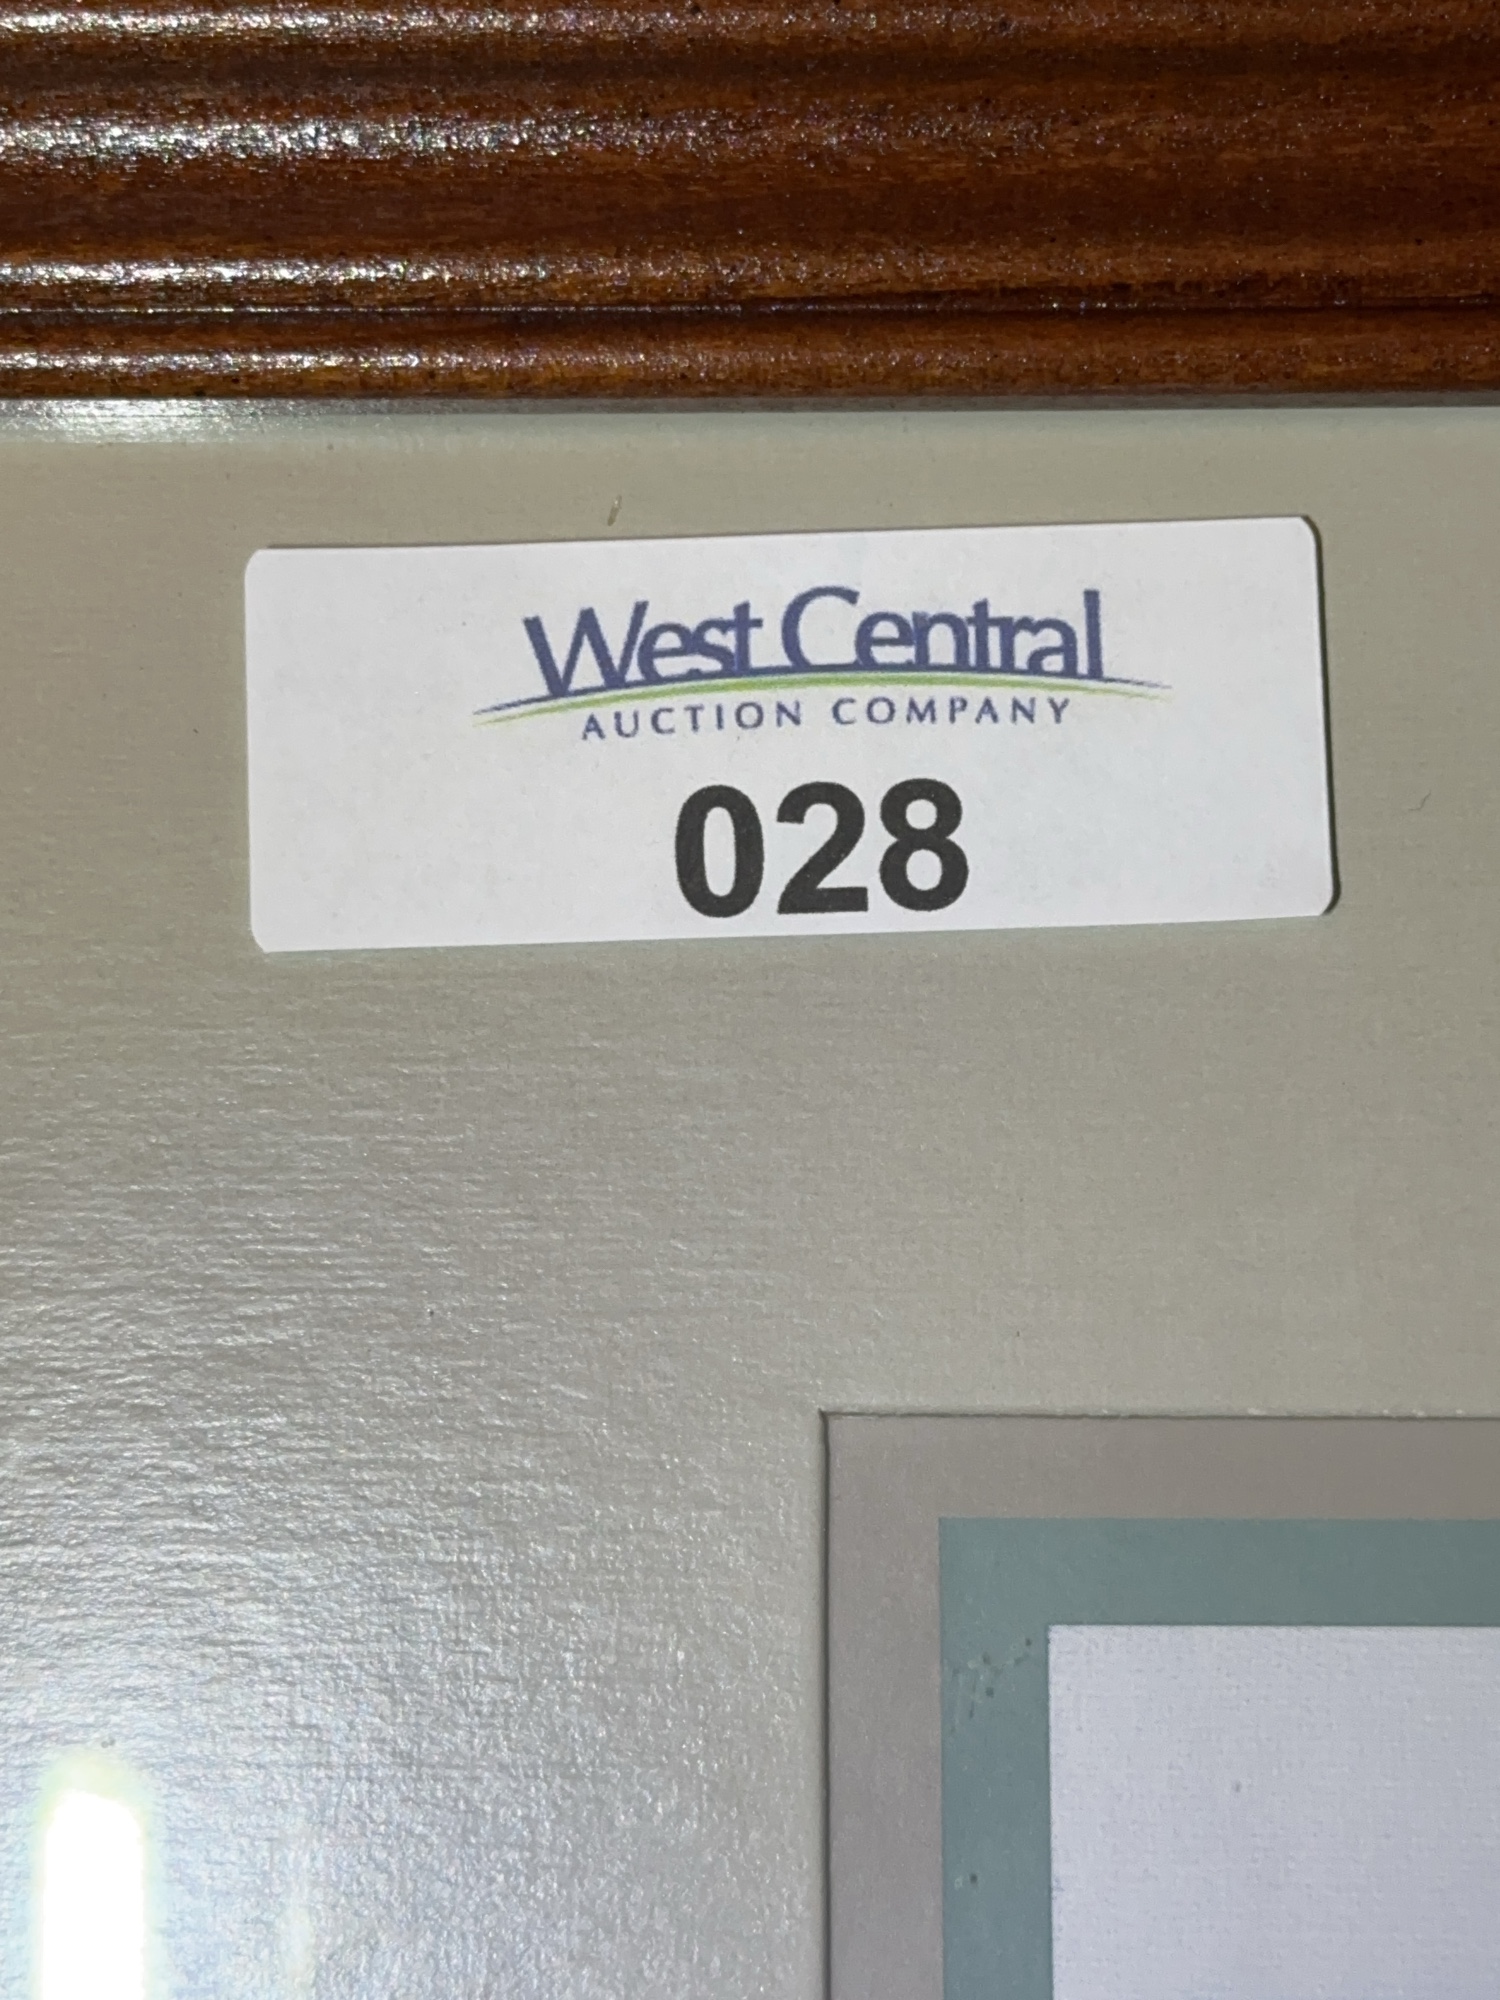 West Central
AUCTION COMPANY
028